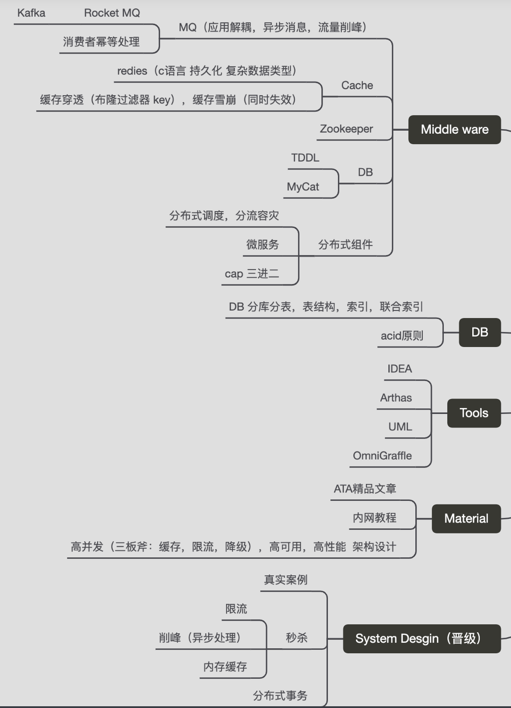 Kafka Rocket MQ
MQ（应用解耦，异步消息，流量削峰）
消费者幂等处理
redies（c语言 持久化 复杂数据类型）
Cache
缓存穿透（布隆过滤器 key），缓存雪崩（同时失效）
Zookeeper
Middle ware
TDDL
DB
MyCat
分布式调度，分流容灾
微服务
分布式组件
cap 三进二
DB 分库分表，表结构，索引，联合索引
DB
acid原则
IDEA
Arthas
Tools
UML
OmniGraffle
ATA精品文章
内网教程
Material
高并发（三板斧：缓存，限流，降级），高可用，高性能 架构设计
真实案例
限流
削峰（异步处理）
秒杀
System Desgin（晋级）
内存缓存
分布式事务